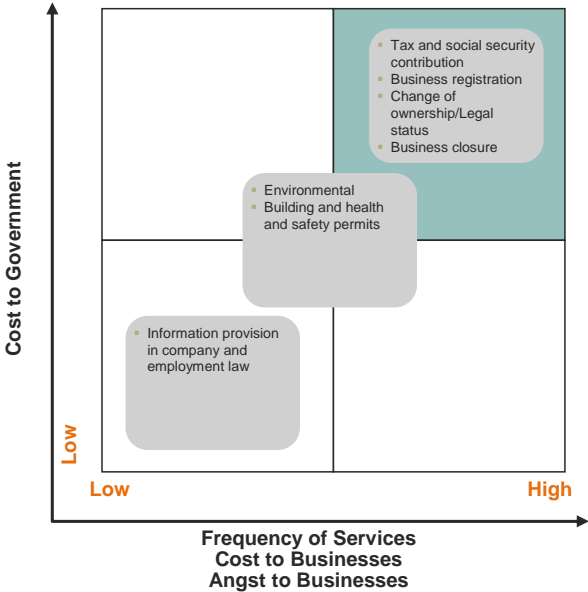 Cost to Government
Low
Tax and social security
contribution
Business registration
Change of
ownership/Legal
status
Business closure
Environmental
Building and health
and safety permits
Information provision
in company and
employment law
Low
High
Frequency of Services
Cost to Businesses
Angst to Businesses